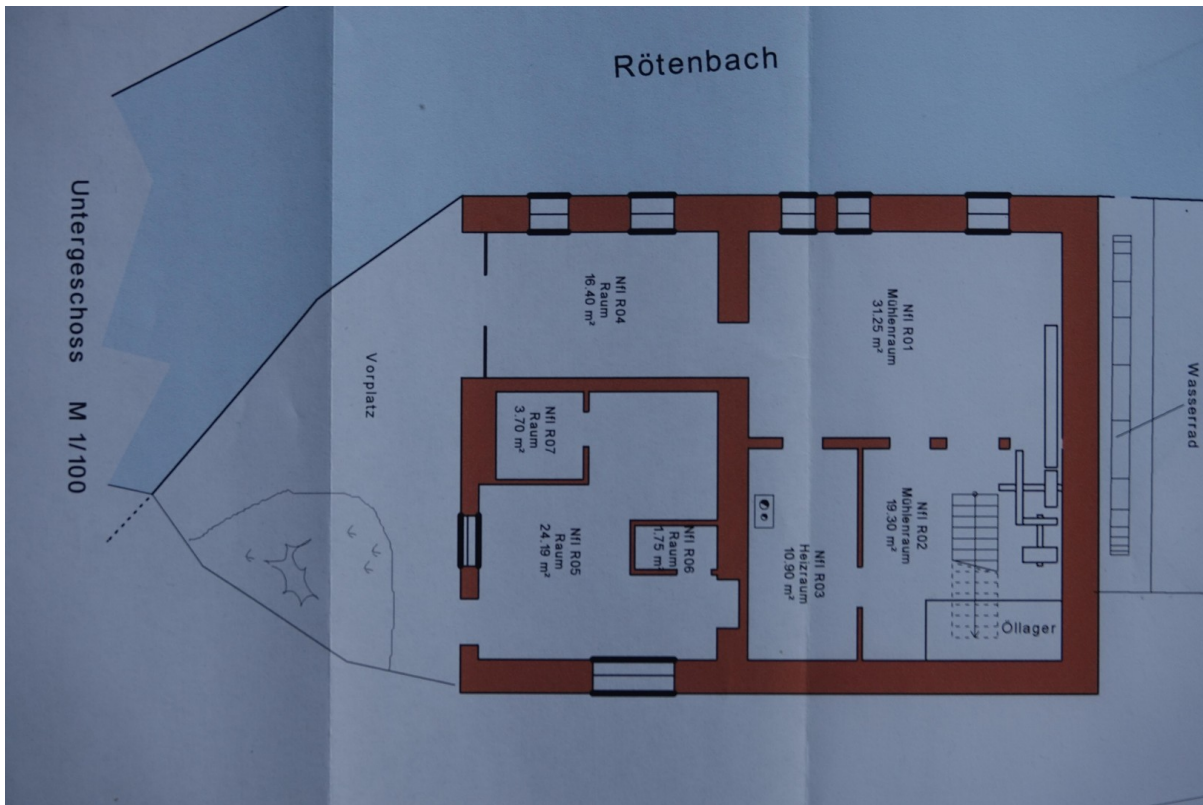 Rötenbach
Untergeschoss M 1/100
Vorplatz
Nfl R04
Raum
16.40 m²
Nfl R01
Mühlenraum
31.25 m²
Wasserrad
Nfl R07
Raum
3.70 m²
Nfl R05
Raum
24.19 m²
Nfl R06
Raum
1.75 m²
Nfl R03
Heizraum
10.90 m²
Nfl R02
Mühlenraum
19.30 m²
Öllager